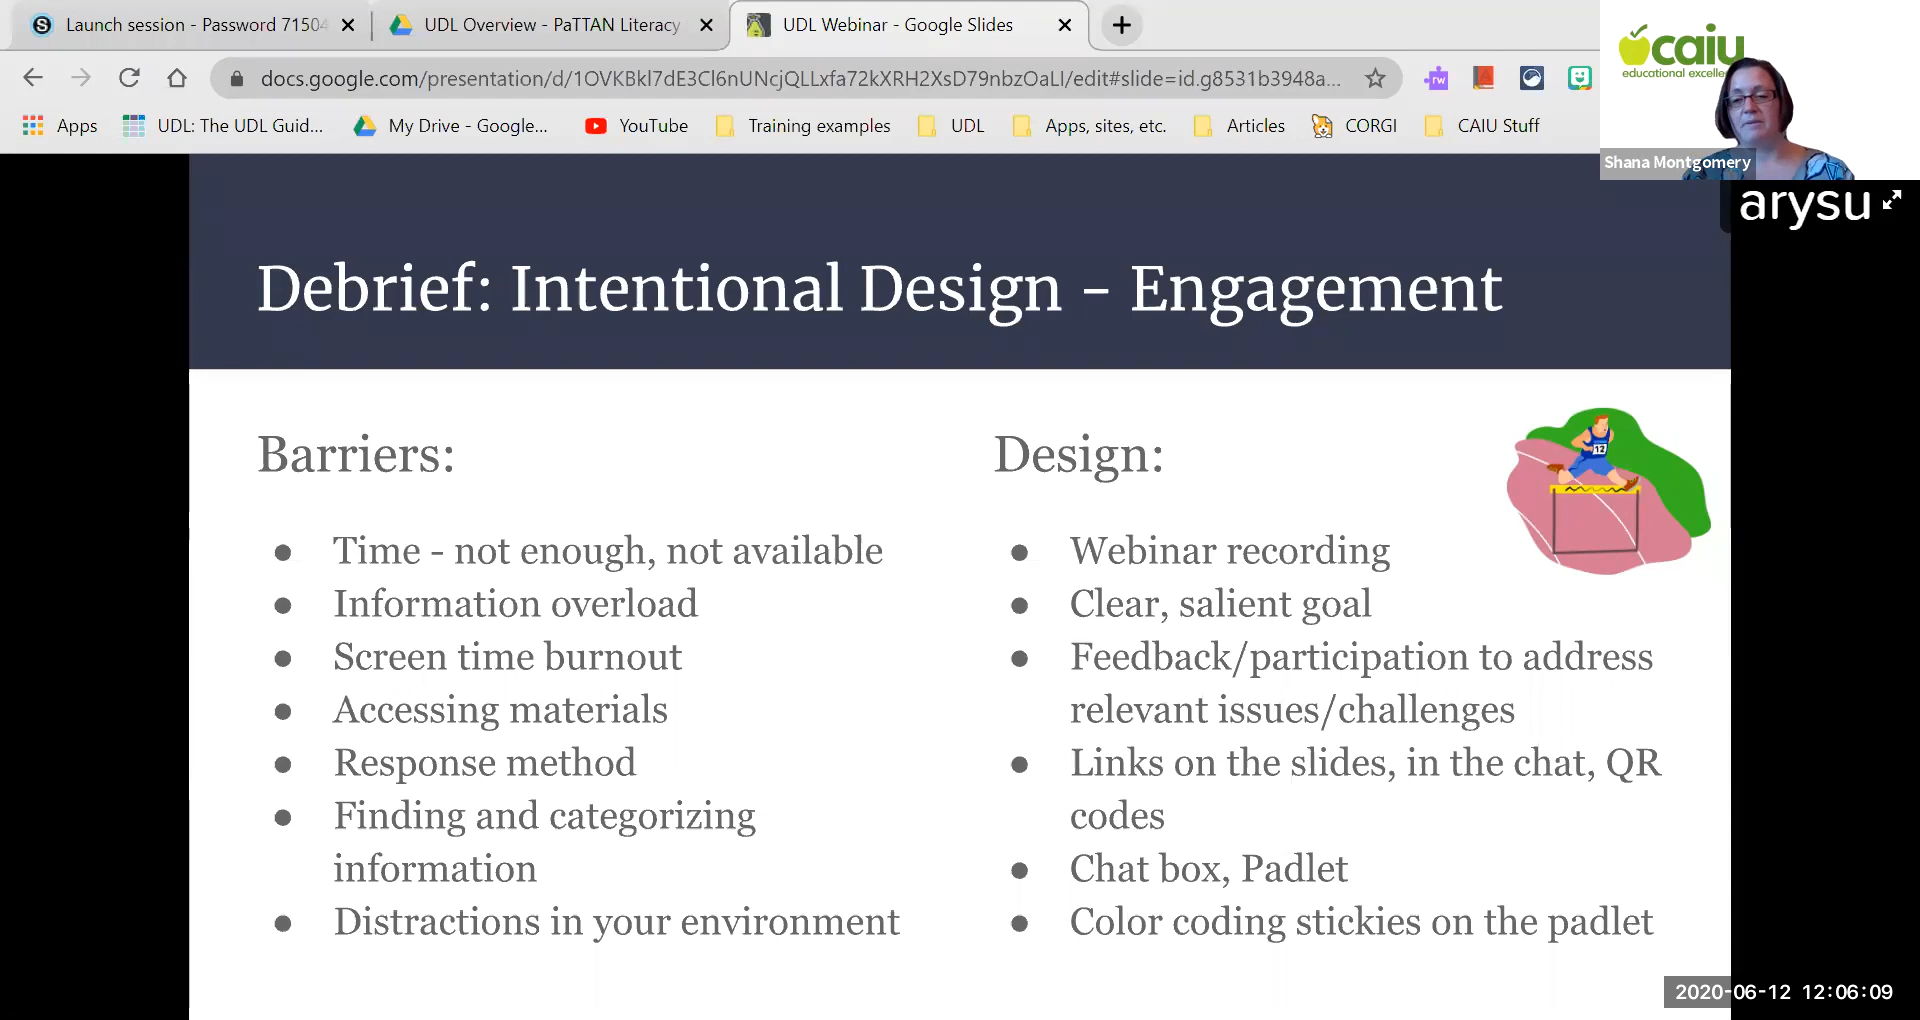 Launch session - Password 71504
UDL Overview - PaTTAN Literacy
UDL Webinar - Google Slides
docs.google.com/presentation/d/1OVKBkl7dE3Cl6nUNcjQLLxfa72kXRH2XsD79nbzOaLI/edit#slide=id.g8531b3948a...
rw
Apps
UDL: The UDL Guid...
My Drive - Google...
YouTube
Training examples
UDL
Apps, sites, etc.
Articles
CORGI
CAIU Stuff
caiu
educational excelle
Shana Montgomery
arysu
Debrief: Intentional Design - Engagement
Barriers:
● Time - not enough, not available
● Information overload
● Screen time burnout
● Accessing materials
● Response method
● Finding and categorizing
information
● Distractions in your environment
Design:
12
● Webinar recording
● Clear, salient goal
● Feedback/participation to address
relevant issues/challenges
● Links on the slides, in the chat, QR
codes
● Chat box, Padlet
● Color coding stickies on the padlet
2020-06-12 12:06:09